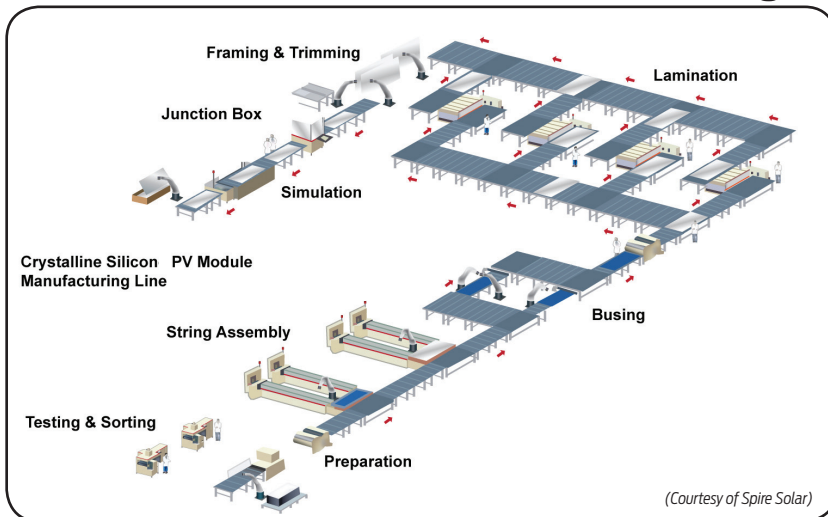 Framing & Trimming
Lamination
Junction Box
Simulation
Crystalline Silicon PV Module
Manufacturing Line
Busing
String Assembly
Testing & Sorting
Preparation
(Courtesy of Spire Solar)